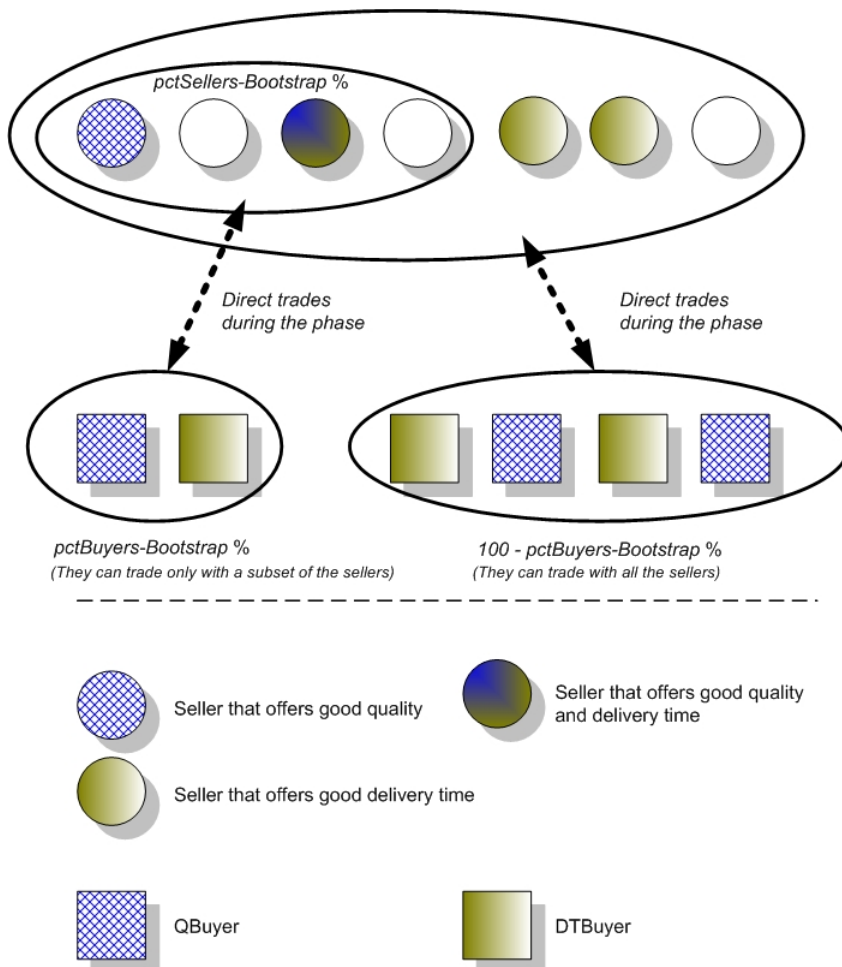 pctSellers-Bootstrap %
Direct trades
during the phase
Direct trades
during the phase
pctBuyers-Bootstrap %
(They can trade only with a subset of the sellers)
100 - pctBuyers-Bootstrap %
(They can trade with all the sellers)
Seller that offers good quality
Seller that offers good quality
and delivery time
Seller that offers good delivery time
QBuyer
DTBuyer